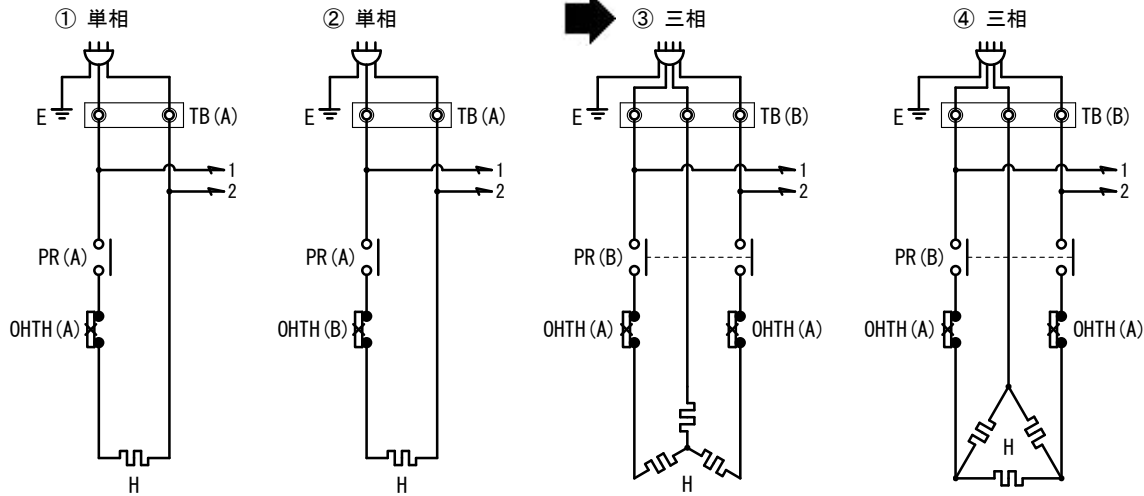 ① 単相
② 単相
③ 三相
④ 三相
E TB(A)
E TB(A)
E TB(B)
E TB(B)
1
1
1
1
2
2
2
2
PR(A)
PR(A)
PR(B)
PR(B)
OHTH(A)
OHTH(B)
OHTH(A) OHTH(A)
OHTH(A) OHTH(A)
H
H
H
H